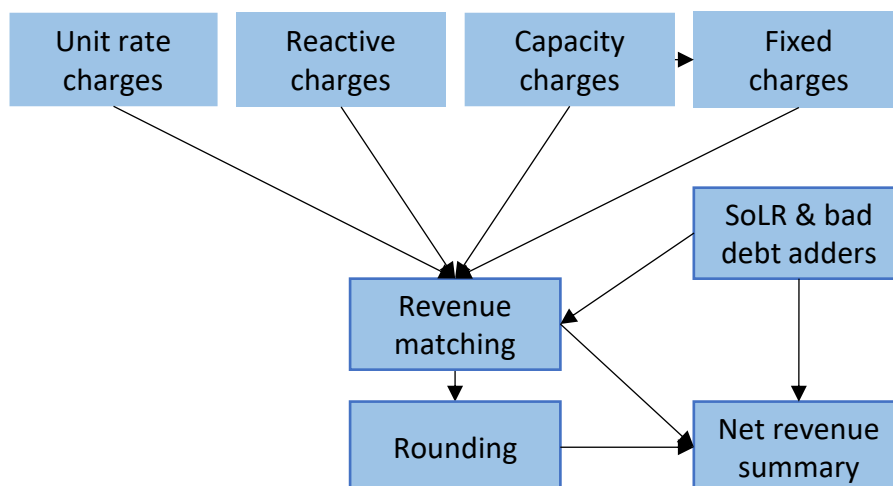 Unit rate
charges
Reactive
charges
Capacity
charges
Fixed
charges
SoLR & bad
debt adders
Revenue
matching
Rounding
Net revenue
summary